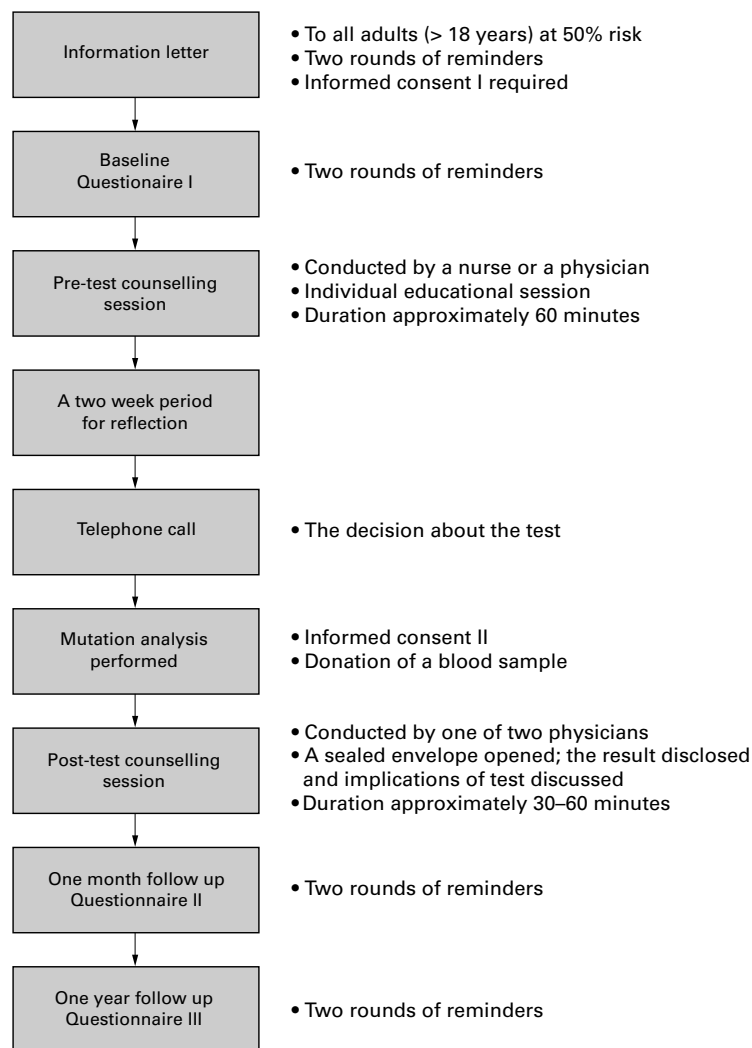 Information letter
• To all adults (> 18 years) at 50% risk
• Two rounds of reminders
• Informed consent I required
Baseline
Questionaire I
• Two rounds of reminders
Pre-test counselling
session
• Conducted by a nurse or a physician
• Individual educational session
• Duration approximately 60 minutes
A two week period
for reflection
Telephone call
• The decision about the test
Mutation analysis
performed
• Informed consent II
• Donation of a blood sample
Post-test counselling
session
• Conducted by one of two physicians
• A sealed envelope opened; the result disclosed
and implications of test discussed
• Duration approximately 30–60 minutes
One month follow up
Questionnaire II
• Two rounds of reminders
One year follow up
Questionnaire III
• Two rounds of reminders